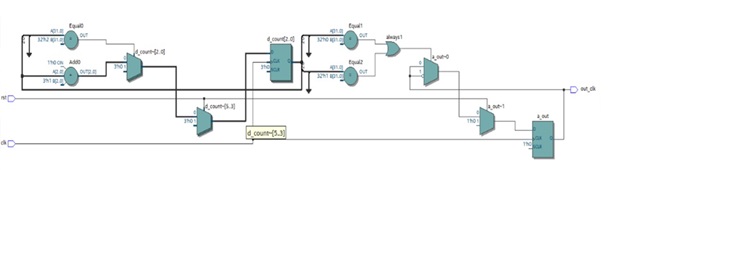 Equal0
A[31..0]
OUT
32'h0 B[31..0]
d_count~[2..0]
1'h0 CIN
Add0
A[2..0]
OUT[2..0]
3'h1 B[2..0]
3'h0
d_count[2..0]
CLK
SCLR
3'h0
Equal1
A[31..0]
OUT
32'h0 B[31..0]
always1
Equal2
A[31..0]
OUT
32'h1 B[31..0]
a_out~0
rst
d_count~[5..3]
3'h0
a_out~1
1'h0
d_count~[5..3]
a_out
D
CLK
Q
SCLR
1'h0
out_clk
clk